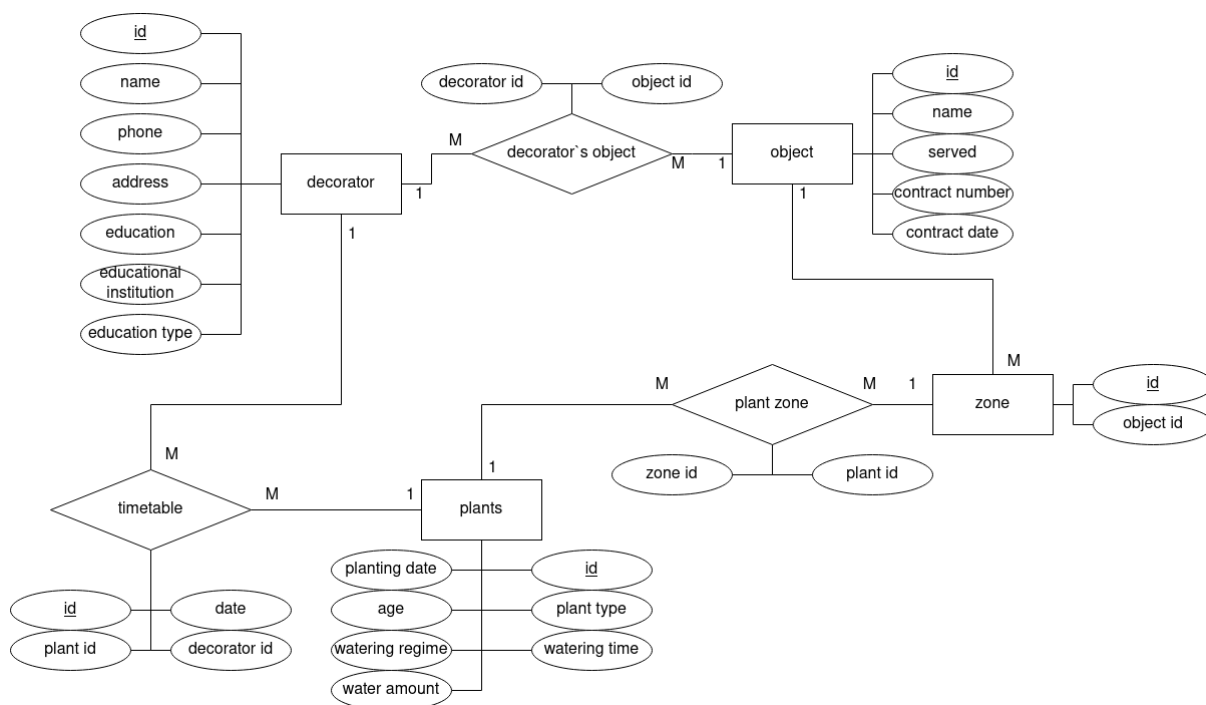 id
name
phone
address
education
educational
institution
education type
decorator
1
1
M
decorator id
object id
decorator`s object
M
1
object
1
id
name
served
contract number
contract date
M
zone
id
object id
1
M
plant zone
M
zone id
plant id
1
plants
1
M
M
timetable
id
date
plant id
decorator id
planting date
id
age
plant type
watering regime
watering time
water amount